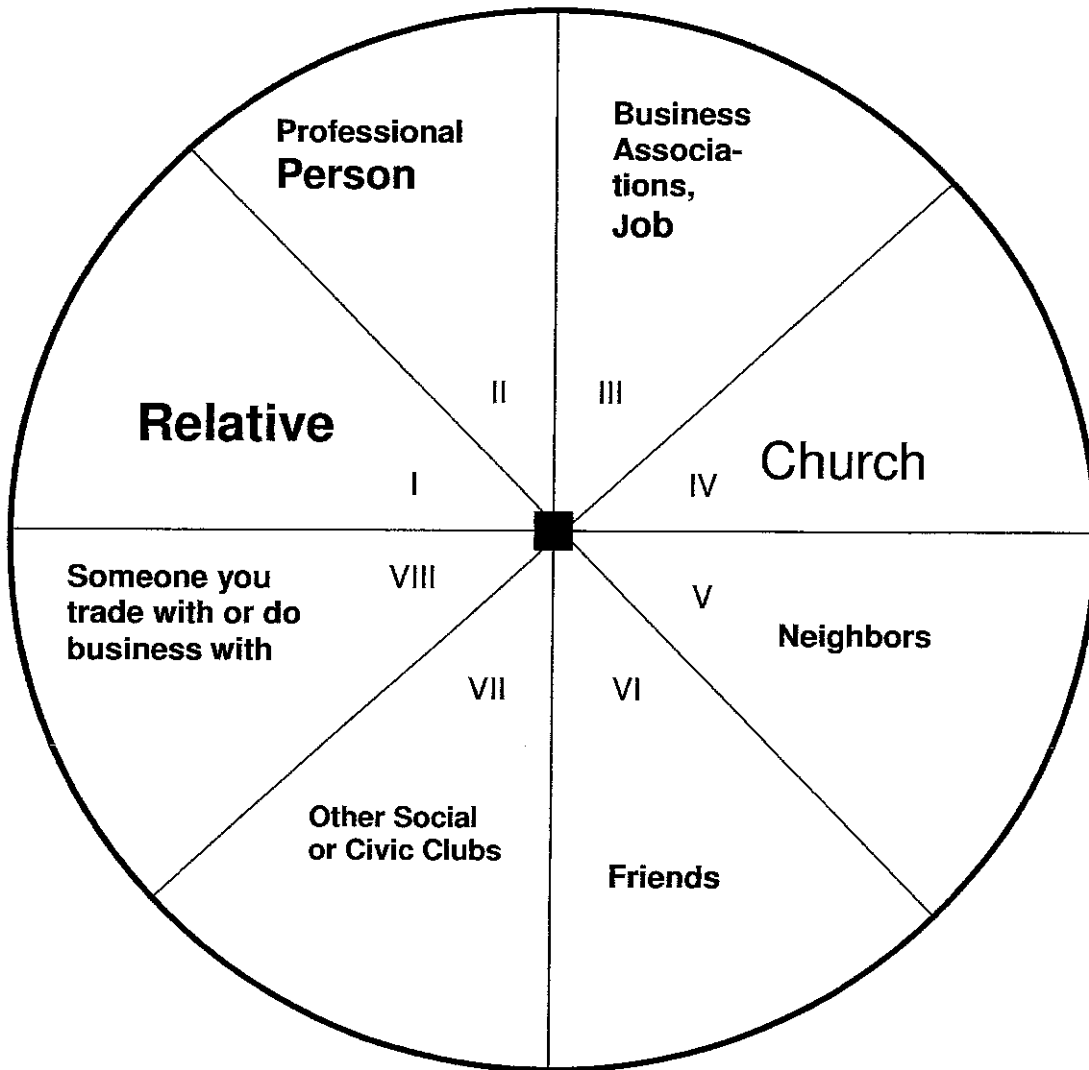 Professional
Person
Business
Associa-
tions,
Job
II
III
Relative
I
Church
IV
Someone you
trade with or do
business with
VIII
V
Neighbors
VII
VI
Other Social
or Civic Clubs
Friends